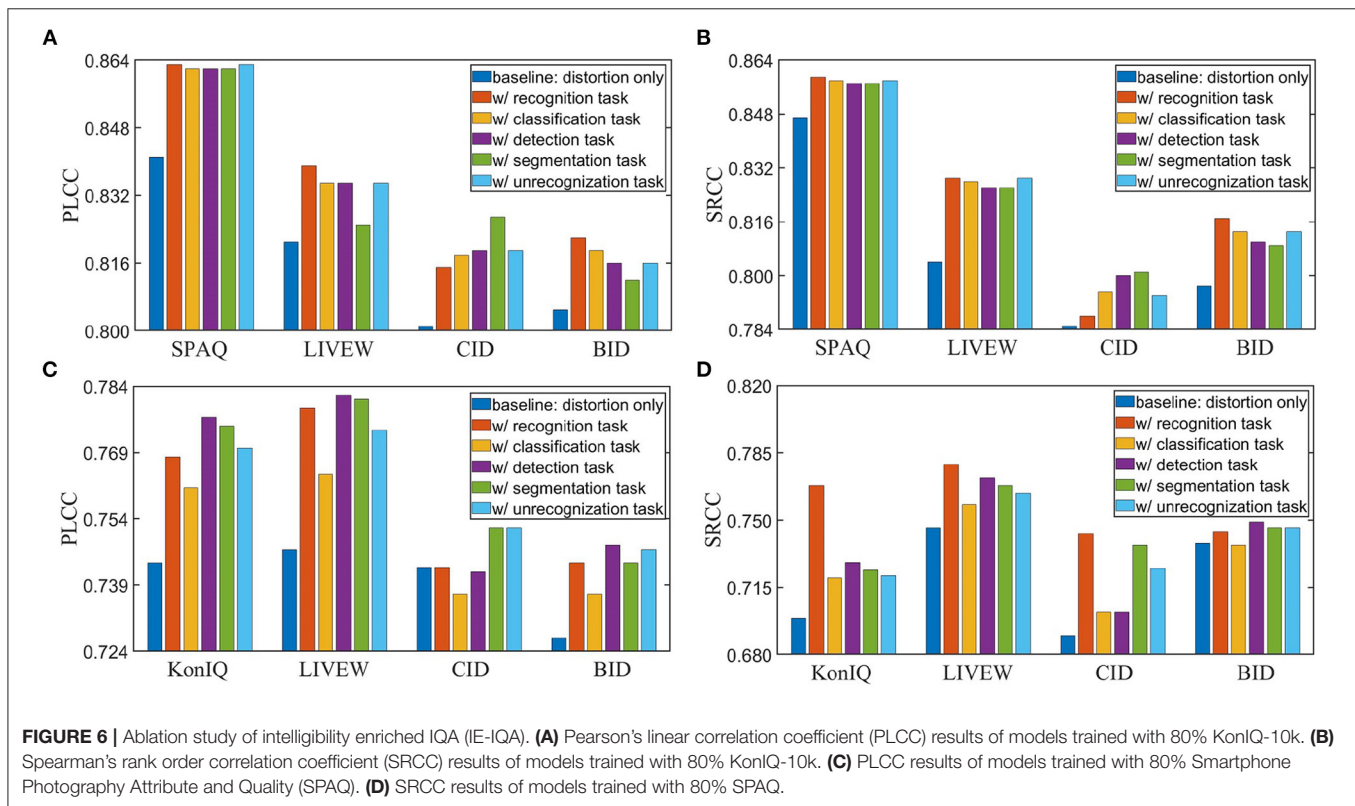 A
0.864
0.848
0.832
0.816
0.800
PLCC
SPAQ LIVEW CID BID
baseline: distortion only
w/ recognition task
w/ classification task
w/ detection task
w/ segmentation task
w/ unrecognization task
B
0.864
0.848
0.832
0.816
0.800
0.784
SRCC
SPAQ LIVEW CID BID
baseline: distortion only
w/ recognition task
w/ classification task
w/ detection task
w/ segmentation task
w/ unrecognization task
C
0.784
0.769
0.754
0.739
0.724
PLCC
KonIQ LIVEW CID BID
baseline: distortion only
w/ recognition task
w/ classification task
w/ detection task
w/ segmentation task
w/ unrecognization task
D
0.820
0.785
0.750
0.715
0.680
SRCC
KonIQ LIVEW CID BID
baseline: distortion only
w/ recognition task
w/ classification task
w/ detection task
w/ segmentation task
w/ unrecognization task
FIGURE 6 | Ablation study of intelligibility enriched IQA (IE-IQA). (A) Pearson's linear correlation coefficient (PLCC) results of models trained with 80% KonIQ-10k. (B)
Spearman's rank order correlation coefficient (SRCC) results of models trained with 80% KonIQ-10k. (C) PLCC results of models trained with 80% Smartphone
Photography Attribute and Quality (SPAQ). (D) SRCC results of models trained with 80% SPAQ.